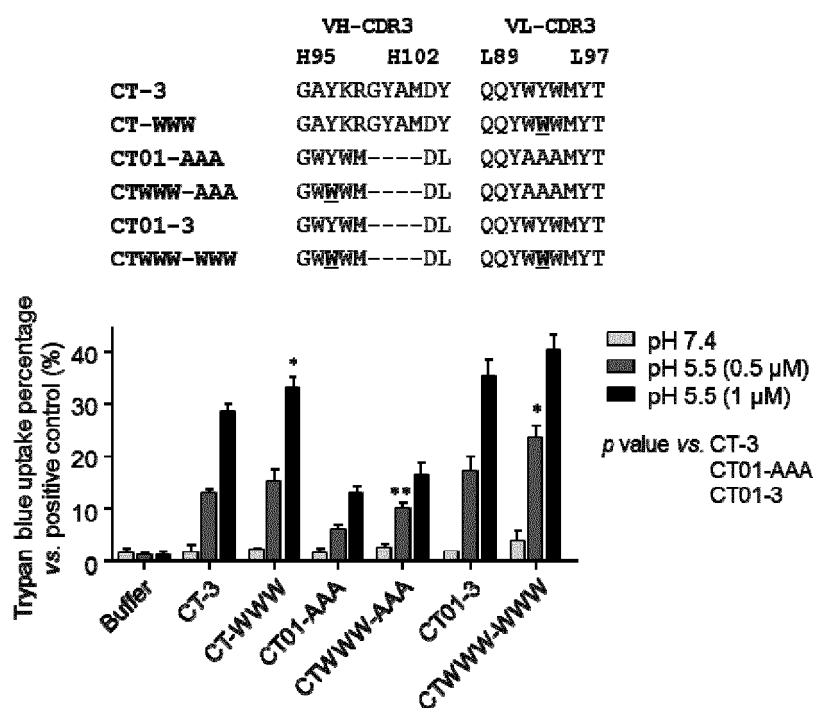 VH-CDR3 VL-CDR3
H95 H102 L89 L97
CT-3 GAYKRGYAMDY QQYWYWMYT
CT-WWW GAYKRGYAMDY QQYWWWMYT
CT01-AAA GWYWM----DL QQYAAAMYT
CTWWW-AAA GWWWM----DL QQYAAAMYT
CT01-3 GWYWM----DL QQYWYWMYT
CTWWW-WWW GWWWM----DL QQYWWWMYT
Trypan blue uptake percentage
vs. positive control (%)
40
30
20
10
0
*
**
*
pH 7.4
pH 5.5 (0.5 µM)
pH 5.5 (1 µM)
p value vs. CT-3
CT01-AAA
CT01-3
Buffer
CT-3
CT-WWW
CT01-AAA
CTWWW-AAA
CT01-3
CTWWW-WWW